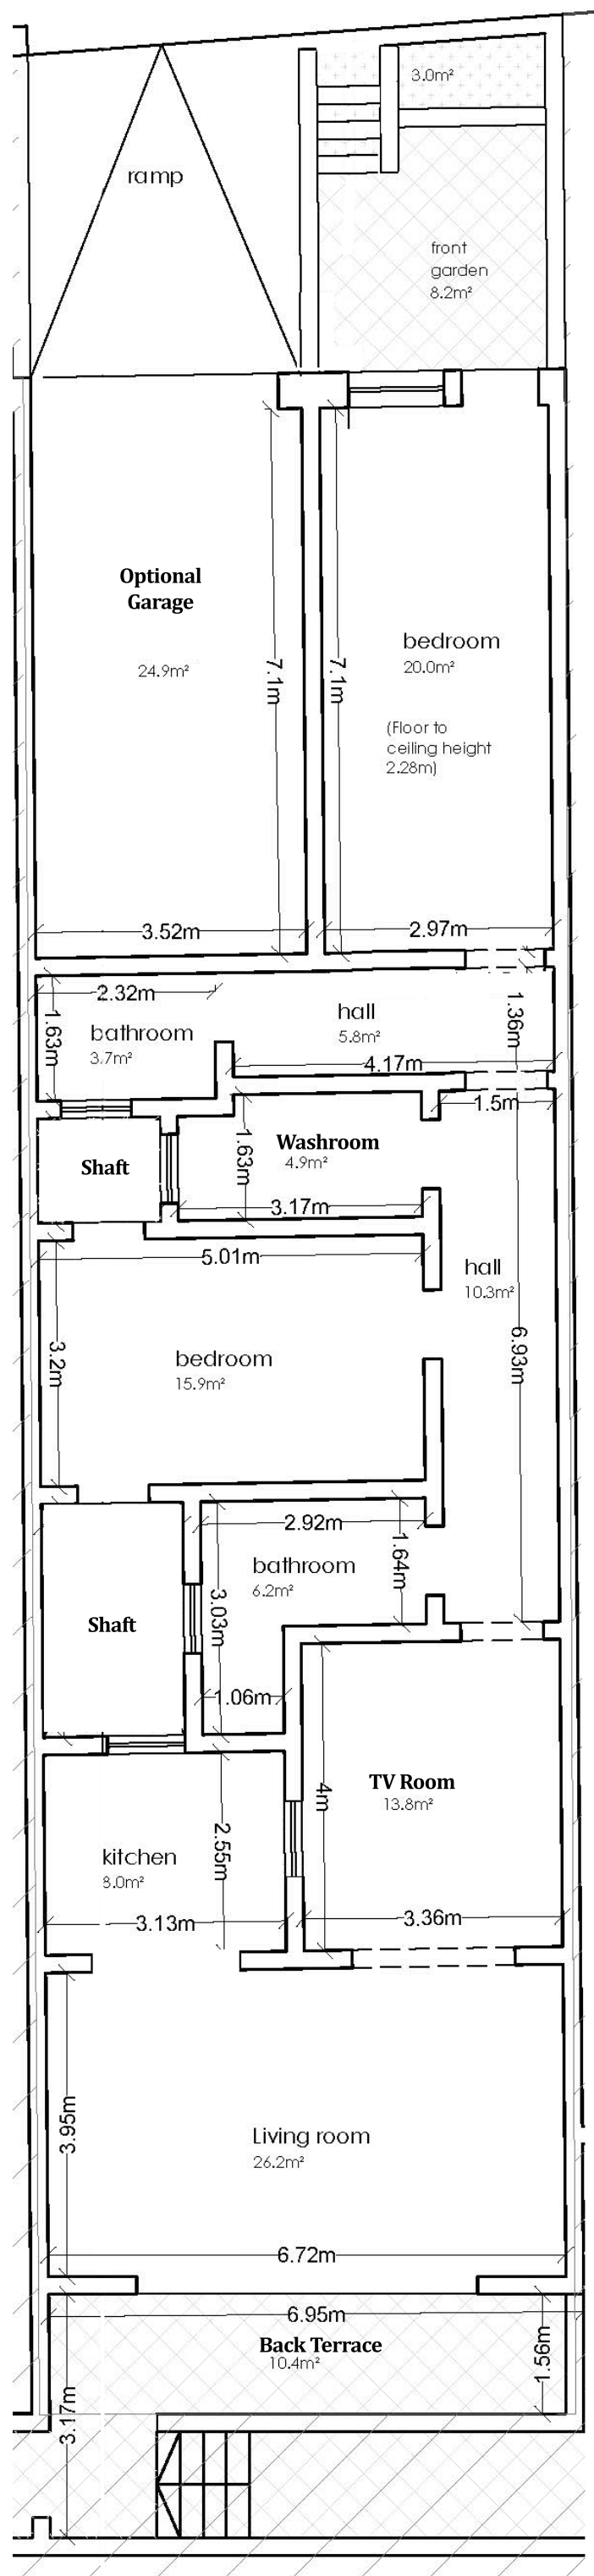 3.0m²
ramp
front
garden
8.2m²
Optional
Garage
24.9m²
7.1m
7.1m
bedroom
20.0m²
(Floor to
ceiling height
2.28m)
3.52m
2.97m
2.32m
1.63m
bathroom
3.7m²
hall
5.8m²
1.36m
4.17m
1.5m
Shaft
1.63m
Washroom
4.9m²
3.17m
5.01m
hall
10.3m²
3.2m
bedroom
15.9m²
6.93m
2.92m
bathroom
6.2m²
1.64m
Shaft
3.03m
1.06m
TV Room
13.8m²
4m
kitchen
8.0m²
2.55m
3.13m
3.36m
3.95m
Living room
26.2m²
6.72m
6.95m
Back Terrace
10.4m²
1.56m
3.17m